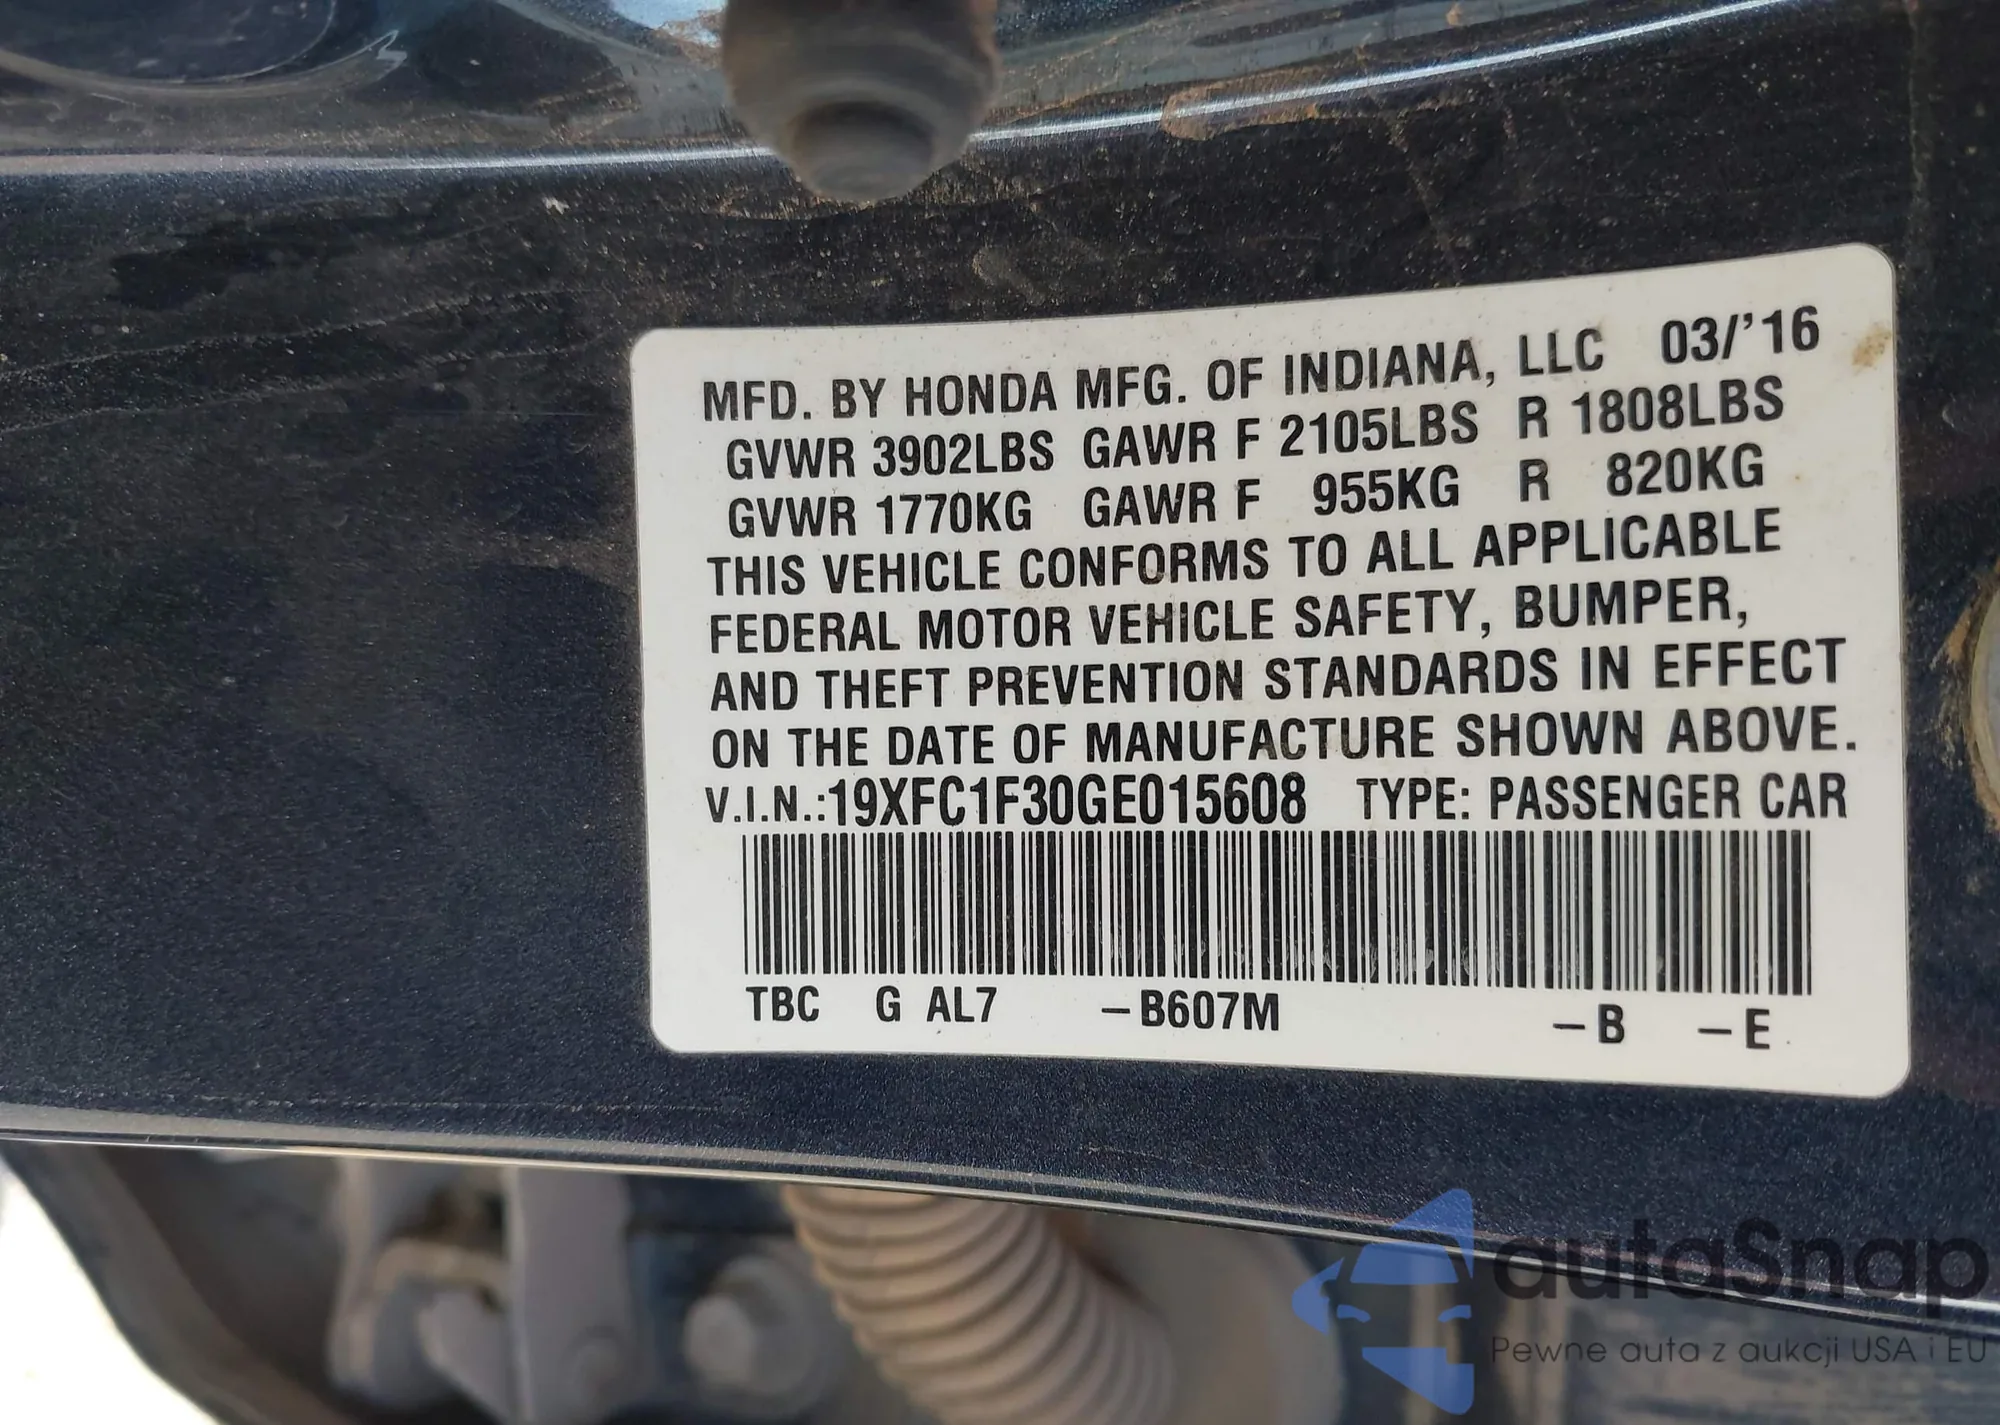 MFD. BY HONDA MFG. OF INDIANA, LLC 03/'16
GVWR 3902LBS GAWR F 2105LBS R 1808LBS
GVWR 1770KG GAWR F 955KG R 820KG
THIS VEHICLE CONFORMS TO ALL APPLICABLE
FEDERAL MOTOR VEHICLE SAFETY, BUMPER,
AND THEFT PREVENTION STANDARDS IN EFFECT
ON THE DATE OF MANUFACTURE SHOWN ABOVE.
V.I.N.:19XFC1F30GE015608 TYPE: PASSENGER CAR
TBC G AL7 -B607M -B -E
autaSnap
Pewne auta z aukcji USA i EU